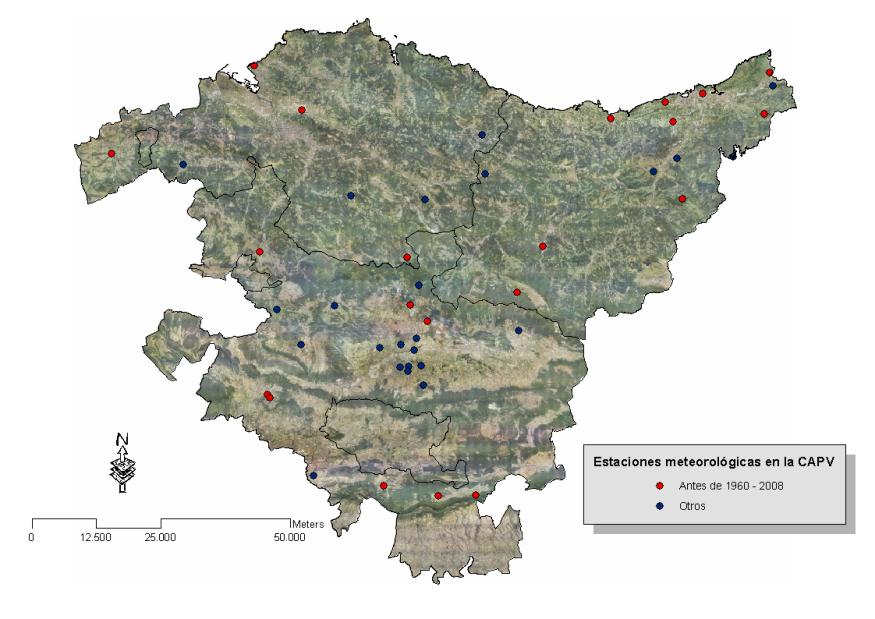 N
Meters
0 12.500 25.000 50.000
Estaciones meteorológicas en la CAPV
Antes de 1960 - 2008
Otros